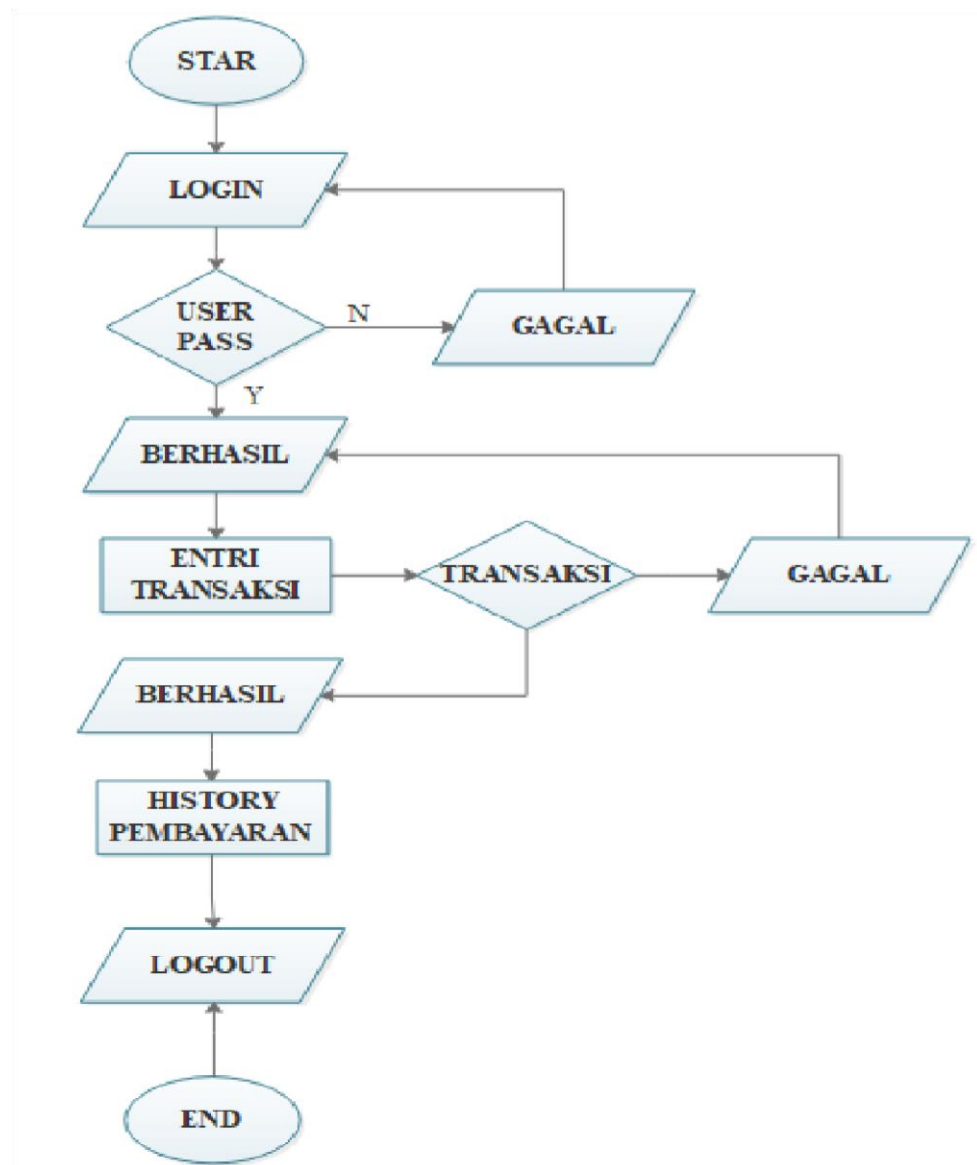 STAR
LOGIN
USER
PASS
N
GAGAL
Y
BERHASIL
ENTRI
TRANSAKSI
TRANSAKSI
GAGAL
BERHASIL
HISTORY
PEMBAYARAN
LOGOUT
END